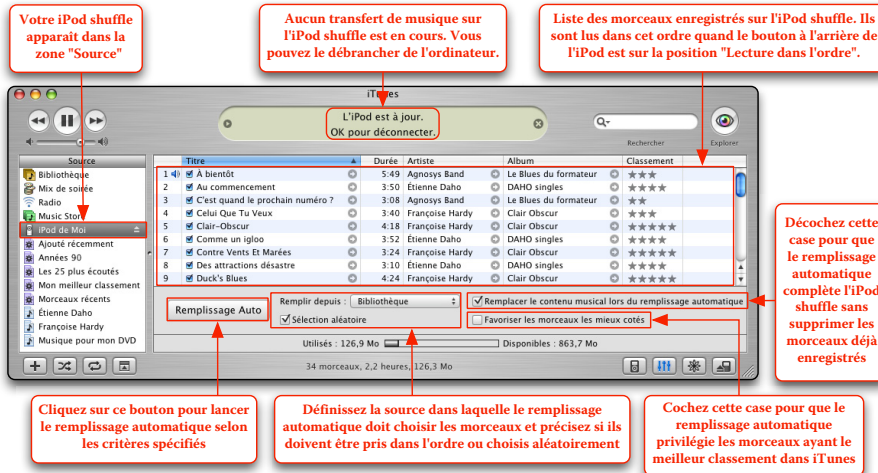 Votre iPod shuffle
apparaît dans la
zone "Source"
Aucun transfert de musique sur
l'iPod shuffle est en cours. Vous
pouvez le débrancher de l'ordinateur.
Liste des morceaux enregistrés sur l'iPod shuffle. Ils
sont lus dans cet ordre quand le bouton à l'arrière de
l'iPod est sur la position "Lecture dans l'ordre".
iTunes
L'iPod est à jour.
OK pour déconnecter.
Rechercher
Explorer
Source
Bibliothèque
Mix de soirée
Radio
Music Store
iPod de Moi
Ajouté récemment
Années 90
Les 25 plus écoutés
Mon meilleur classement
Morceaux récents
Étienne Daho
Françoise Hardy
Musique pour mon DVD
Titre Durée Artiste Album Classement
1 À bientôt 5:49 Agnosys Band Le Blues du formateur ★★★
2 Au commencement 3:50 Étienne Daho DAHO singles ★★★★
3 C'est quand le prochain numéro ? 3:08 Agnosys Band Le Blues du formateur ★★
4 Celui Que Tu Veux 3:40 Françoise Hardy Clair Obscur ★★★
5 Clair-Obscur 4:18 Françoise Hardy Clair Obscur ★★★★★
6 Comme un igloo 3:52 Étienne Daho DAHO singles ★★★★
7 Contre Vents Et Marées 3:24 Françoise Hardy Clair Obscur ★★★★★
8 Des attractions désastre 3:10 Étienne Daho DAHO singles ★★★★
9 Duck's Blues 4:24 Françoise Hardy Clair Obscur ★★★★★
Remplissage Auto
Remplir depuis : Bibliothèque
Sélection aléatoire
Remplacer le contenu musical lors du remplissage automatique
Favoriser les morceaux les mieux cotés
Utilisés : 126,9 Mo Disponibles : 863,7 Mo
34 morceaux, 2,2 heures, 126,3 Mo
Décochez cette
case pour que
le remplissage
automatique
complète l'iPod
shuffle sans
supprimer les
morceaux déjà
enregistrés
Cliquez sur ce bouton pour lancer
le remplissage automatique selon
les critères spécifiés
Définissez la source dans laquelle le remplissage
automatique doit choisir les morceaux et précisez si ils
doivent être pris dans l'ordre ou choisis aléatoirement
Cochez cette case pour que le
remplissage automatique
privilégie les morceaux ayant le
meilleur classement dans iTunes